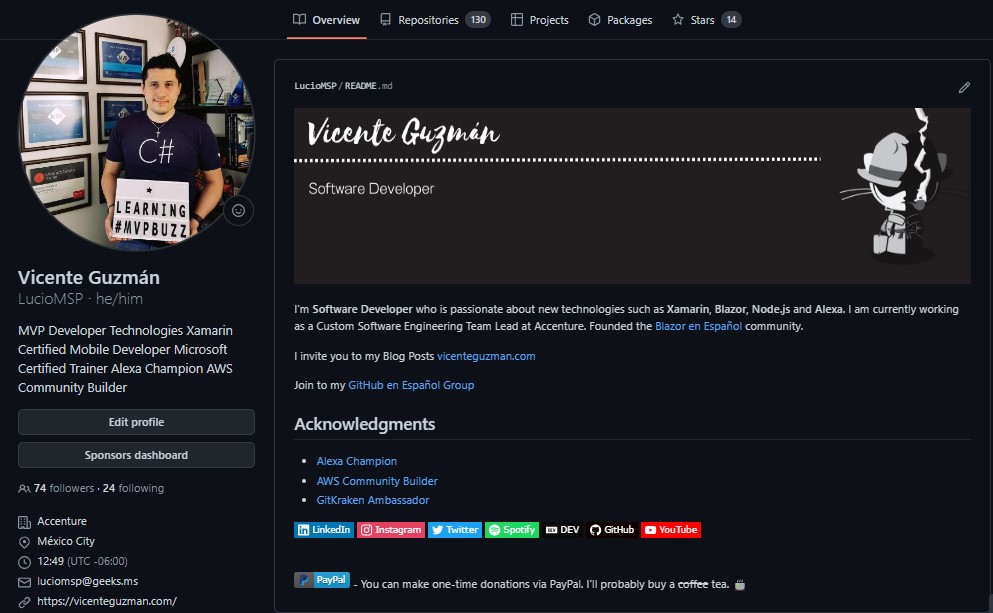 Overview
Repositories 130
Projects
Packages
Stars 14
C#
LEARNING
#MVPBUZZ
Vicente Guzmán
LucioMSP · he/him
MVP Developer Technologies Xamarin
Certified Mobile Developer Microsoft
Certified Trainer Alexa Champion AWS
Community Builder
Edit profile
Sponsors dashboard
74 followers · 24 following
Accenture
México City
12:49 (UTC -06:00)
luciomsp@geeks.ms
https://vicenteguzman.com/
LucioMSP / README.md
Vicente Guzmán
Software Developer
I'm Software Developer who is passionate about new technologies such as Xamarin, Blazor, Node.js and Alexa. I am currently working
as a Custom Software Engineering Team Lead at Accenture. Founded the Blazor en Español community.
I invite you to my Blog Posts vicenteguzman.com
Join to my GitHub en Español Group
Acknowledgments
Alexa Champion
AWS Community Builder
GitKraken Ambassador
LinkedIn Instagram Twitter Spotify DEV GitHub YouTube
PayPal - You can make one-time donations via PayPal. I'll probably buy a coffee tea. 🍵